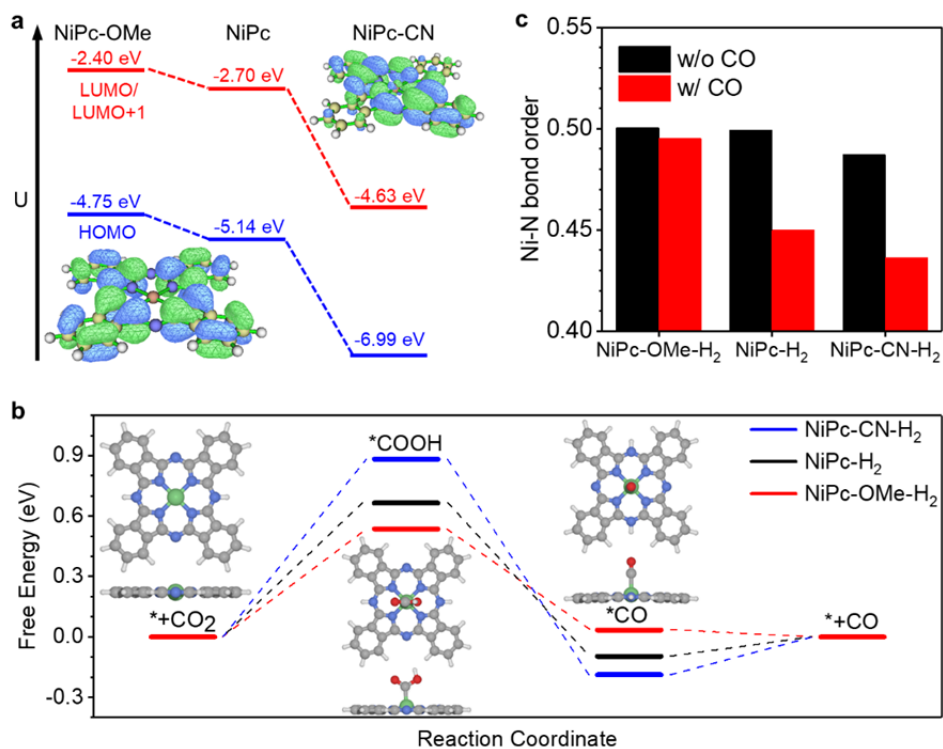 a
NiPc-OMe NiPc NiPc-CN
-2.40 eV
LUMO/
LUMO+1
-2.70 eV
-4.63 eV
U
-4.75 eV
HOMO
-5.14 eV
-6.99 eV
c
0.55
0.50
0.45
0.40
Ni-N bond order
w/o CO
w/ CO
NiPc-OMe-H2 NiPc-H2 NiPc-CN-H2
b
0.9
0.6
0.3
0.0
-0.3
Free Energy (eV)
*+CO2
*COOH
*CO
*+CO
NiPc-CN-H2
NiPc-H2
NiPc-OMe-H2
Reaction Coordinate